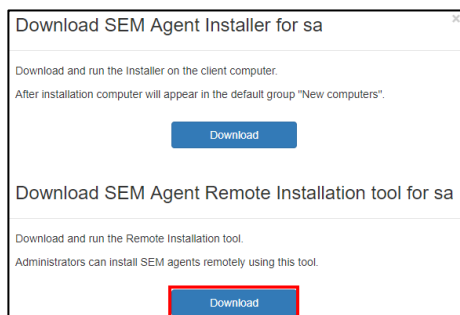 Download SEM Agent Installer for sa
×
Download and run the Installer on the client computer.
After installation computer will appear in the default group "New computers".
Download
Download SEM Agent Remote Installation tool for sa
Download and run the Remote Installation tool.
Administrators can install SEM agents remotely using this tool.
Download